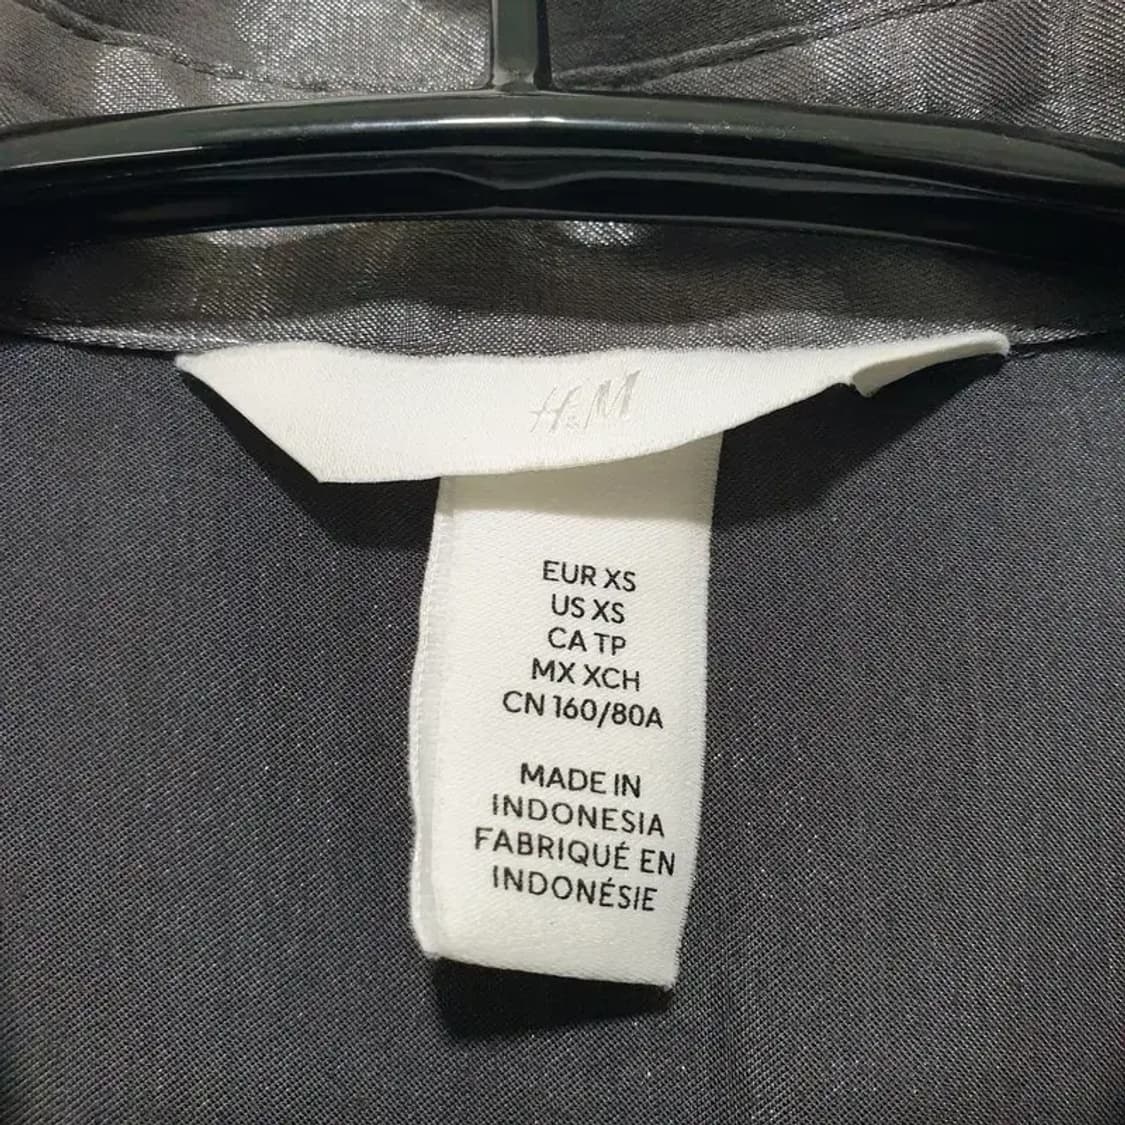 H&M
EUR XS
US XS
CA TP
MX XCH
CN 160/80A
MADE IN
INDONESIA
FABRIQUÉ EN
INDONÉSIE